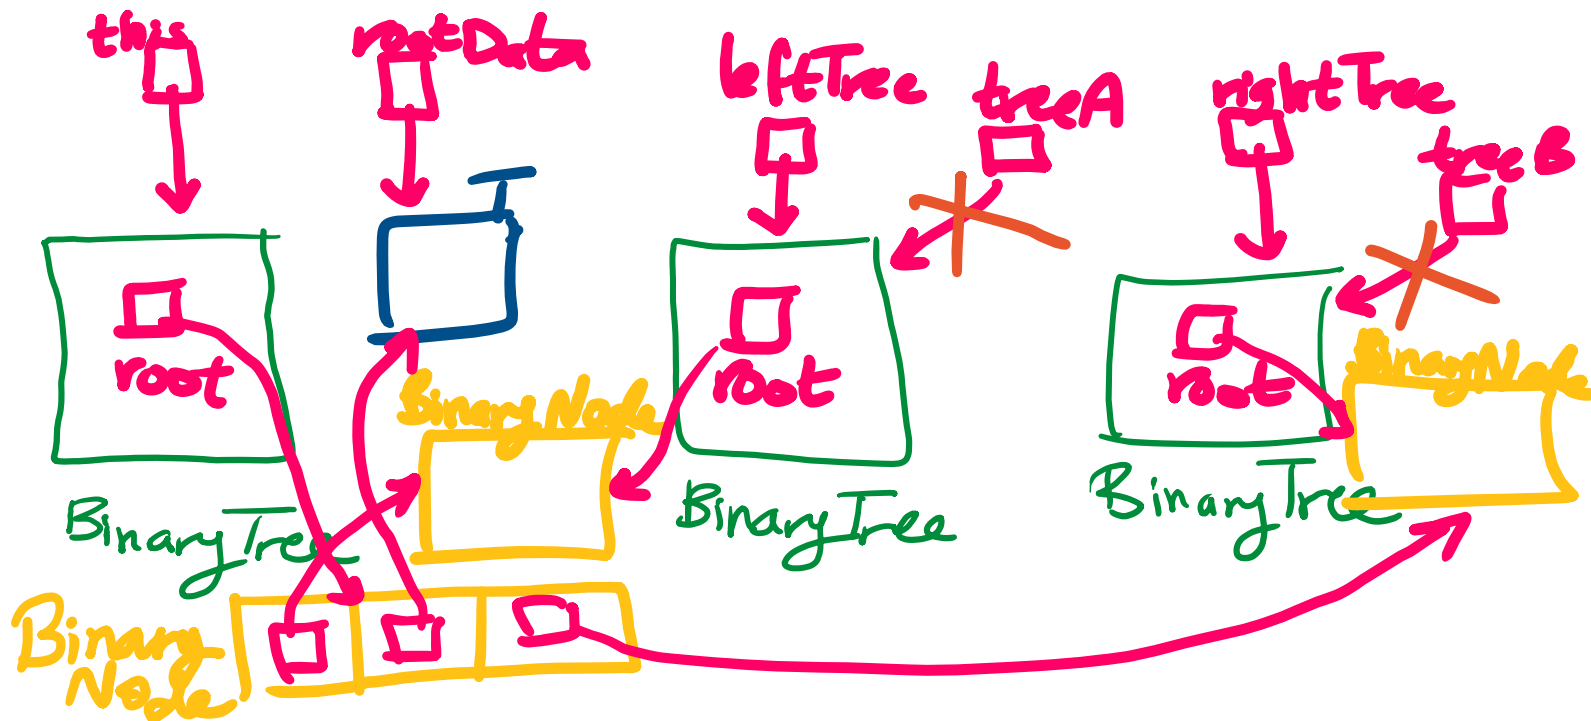 this
rootData
leftTree
treeA
rightTree
treeB
T
root
root
root
BinaryNode
BinaryNode
BinaryTree
BinaryTree
BinaryTree
Binary
Node